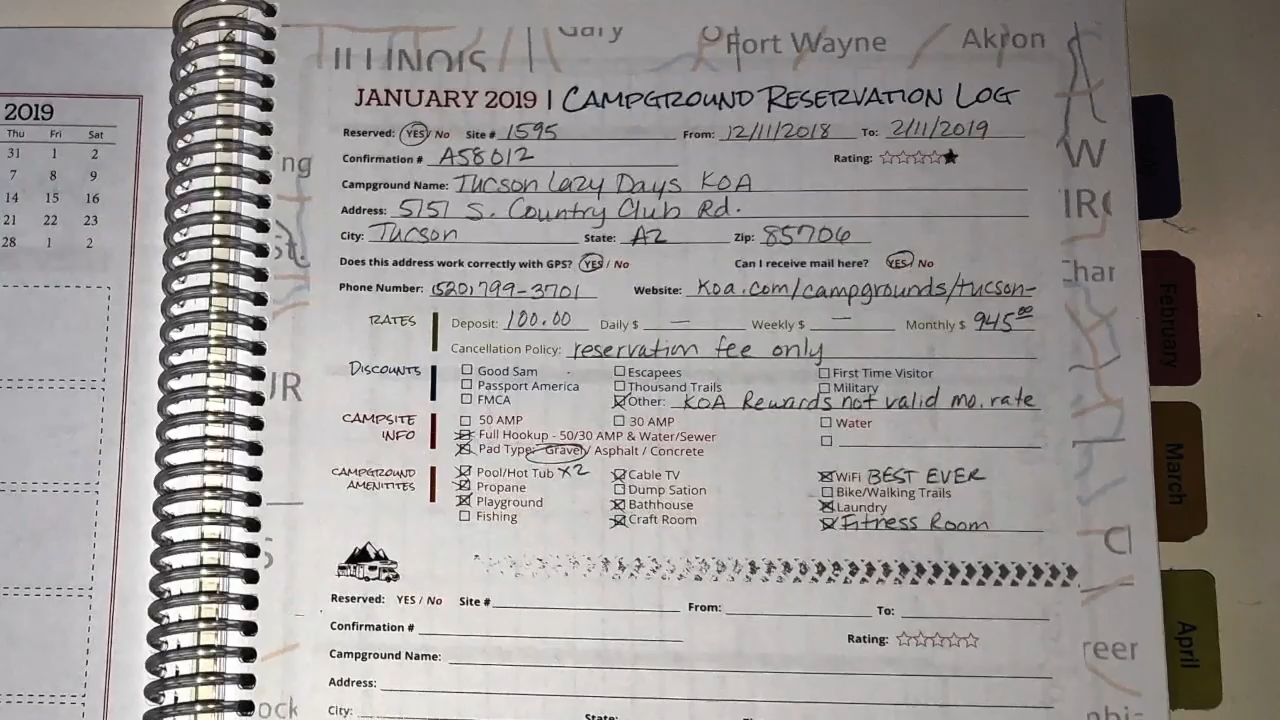 Gary
Fort Wayne
Akron
ILLINOIS
2019
Thu Fri Sat
31 1 2
7 8 9
14 15 16
21 22 23
28 1 2
JANUARY 2019 | CAMPGROUND RESERVATION LOG
Reserved: YES/ No Site # 1595 From: 12/11/2018 To: 2/11/2019
Confirmation # A58012 Rating: ☆☆☆☆★
Campground Name: Tucson Lazy Days KOA
Address: 5151 S. Country Club Rd.
City: Tucson State: AZ Zip: 85706
Does this address work correctly with GPS? YES / No Can I receive mail here? YES/ No
Phone Number: (520)799-3701 Website: Koa.com/campgrounds/tucson-
RATES Deposit: 100.00 Daily $ — Weekly $ — Monthly $ 945.00
Cancellation Policy: reservation fee only
DISCOUNTS ☐ Good Sam ☐ Escapees ☐ First Time Visitor
☐ Passport America ☐ Thousand Trails ☐ Military
☐ FMCA ☒ Other: KOA Rewards not valid mo. rate
CAMPSITE INFO ☐ 50 AMP ☐ 30 AMP ☐ Water
☒ Full Hookup - 50/30 AMP & Water/Sewer ☐
☒ Pad Type: Gravel/ Asphalt / Concrete
CAMPGROUND AMENITITES ☒ Pool/Hot Tub x2 ☒ Cable TV ☒ WiFi BEST EVER
☒ Propane ☐ Dump Sation ☐ Bike/Walking Trails
☒ Playground ☒ Bathhouse ☒ Laundry
☐ Fishing ☒ Craft Room ☒ Fitness Room
Reserved: YES / No Site # From: To:
Confirmation # Rating: ☆☆☆☆☆
Campground Name:
Address:
City: State:
February
March
April